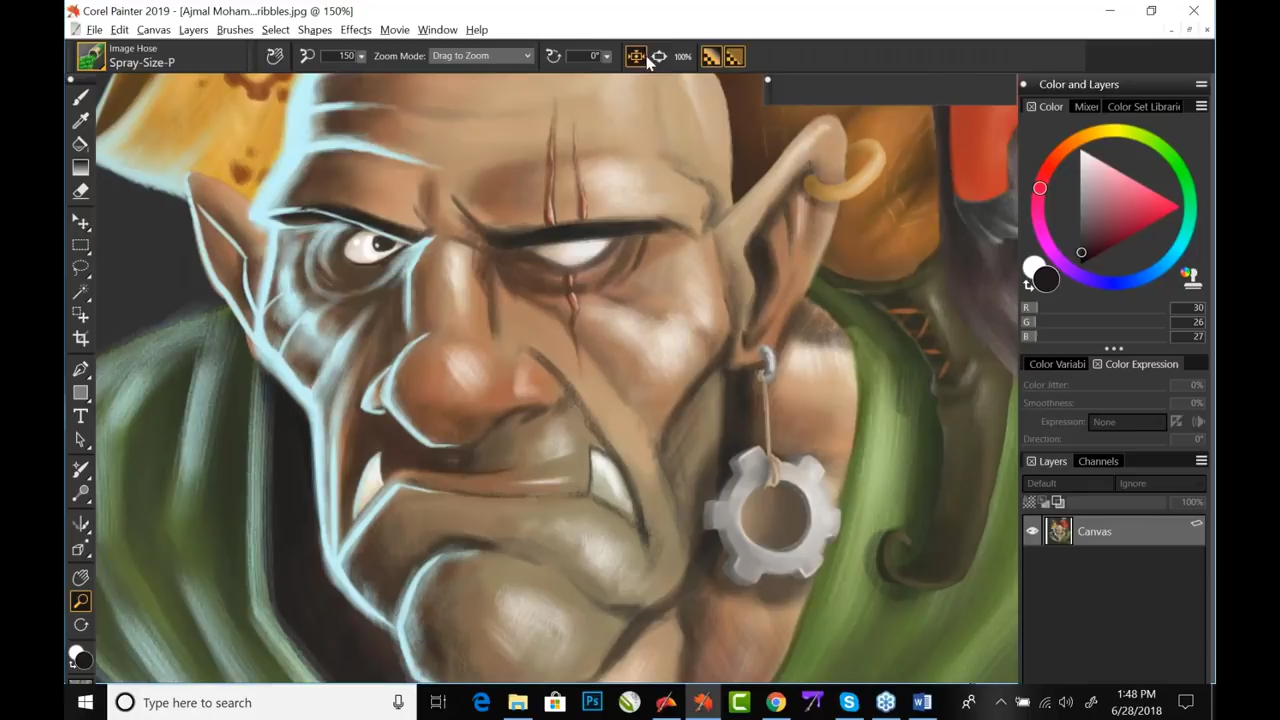 Corel Painter 2019 - [Ajmal Moham...ribbles.jpg @ 150%]
File Edit Canvas Layers Brushes Select Shapes Effects Movie Window Help
Image Hose
Spray-Size-P
150 Zoom Mode: Drag to Zoom 0° 100%
Color and Layers
Color Mixer Color Set Librari
R 30
G 26
B 27
Color Variabi Color Expression
Color Jitter: 0%
Smoothness: 0%
Expression: None
Direction: 0°
Layers Channels
Default Ignore
100%
Canvas
Type here to search
1:48 PM
6/28/2018